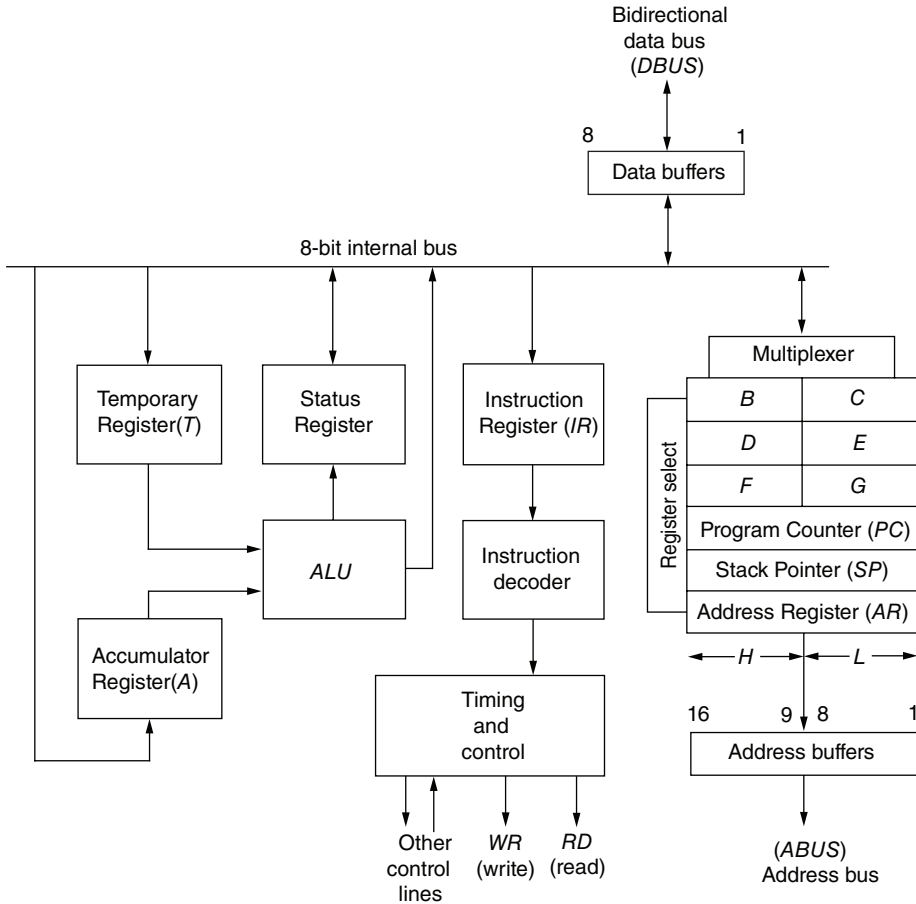 Bidirectional
data bus
(DBUS)
8 1
Data buffers
8-bit internal bus
Multiplexer
Temporary
Register(T)
Status
Register
Instruction
Register (IR)
Register select
B C
D E
F G
Program Counter (PC)
Stack Pointer (SP)
Address Register (AR)
ALU
Instruction
decoder
Accumulator
Register(A)
H L
Timing
and
control
16 9 8 1
Address buffers
Other
control
lines
WR
(write)
RD
(read)
(ABUS)
Address bus